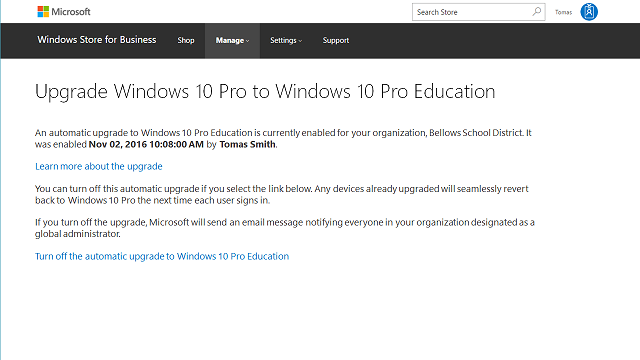 Microsoft
Search Store
Tomas
Windows Store for Business
Shop
Manage
Settings
Support
Upgrade Windows 10 Pro to Windows 10 Pro Education
An automatic upgrade to Windows 10 Pro Education is currently enabled for your organization, Bellows School District. It
was enabled Nov 02, 2016 10:08:00 AM by Tomas Smith.
Learn more about the upgrade
You can turn off this automatic upgrade if you select the link below. Any devices already upgraded will seamlessly revert
back to Windows 10 Pro the next time each user signs in.
If you turn off the upgrade, Microsoft will send an email message notifying everyone in your organization designated as a
global administrator.
Turn off the automatic upgrade to Windows 10 Pro Education